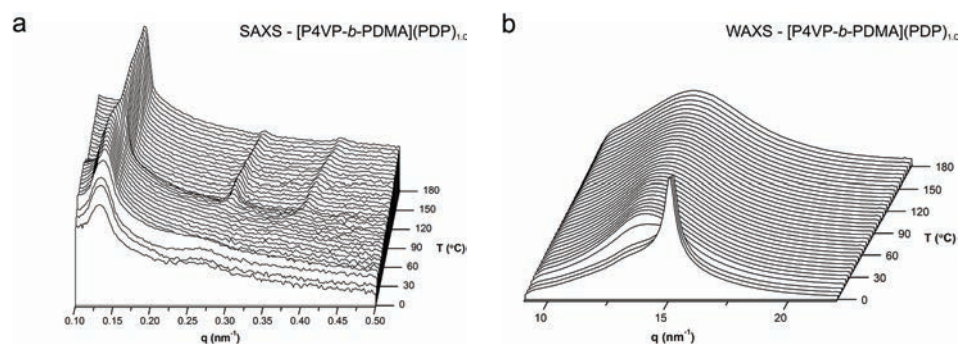 a
SAXS - [P4VP-b-PDMA](PDP)1.0
180
150
120
90
T (°C)
60
30
0
0.10 0.15 0.20 0.25 0.30 0.35 0.40 0.45 0.50
q (nm-1)
b
WAXS - [P4VP-b-PDMA](PDP)1.0
180
150
120
90
T (°C)
60
30
0
10 15 20
q (nm-1)